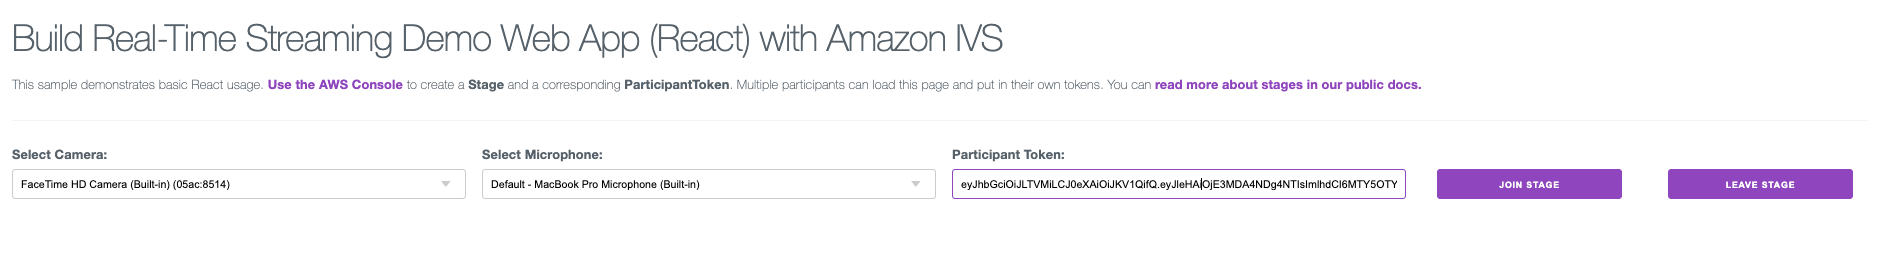 Build Real-Time Streaming Demo Web App (React) with Amazon IVS
This sample demonstrates basic React usage. Use the AWS Console to create a Stage and a corresponding ParticipantToken. Multiple participants can load this page and put in their own tokens. You can read more about stages in our public docs.
Select Camera: Select Microphone: Participant Token:
FaceTime HD Camera (Built-in) (05ac:8514) Default - MacBook Pro Microphone (Built-in) eyJhbGciOiJLTVMiLCJ0eXAiOiJKV1QifQ.eyJleHAiOjE3MDA4NDg4NTIsImlhdCI6MTY5OTY JOIN STAGE LEAVE STAGE